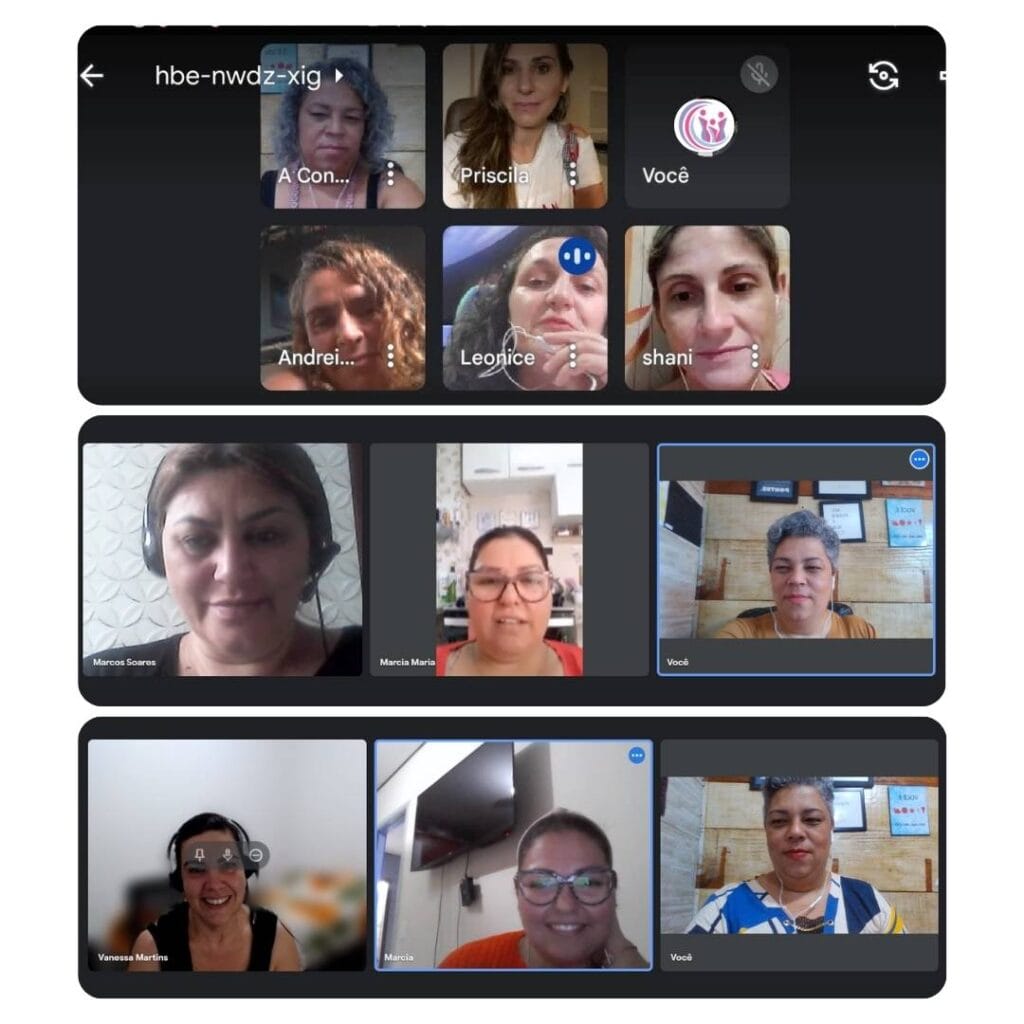 hbe-nwdz-xig
A Con...
Priscila
Você
Andrei...
Leonice
shani
Marcos Soares
Marcia Maria
Você
Vanessa Martins
Marcia
Você